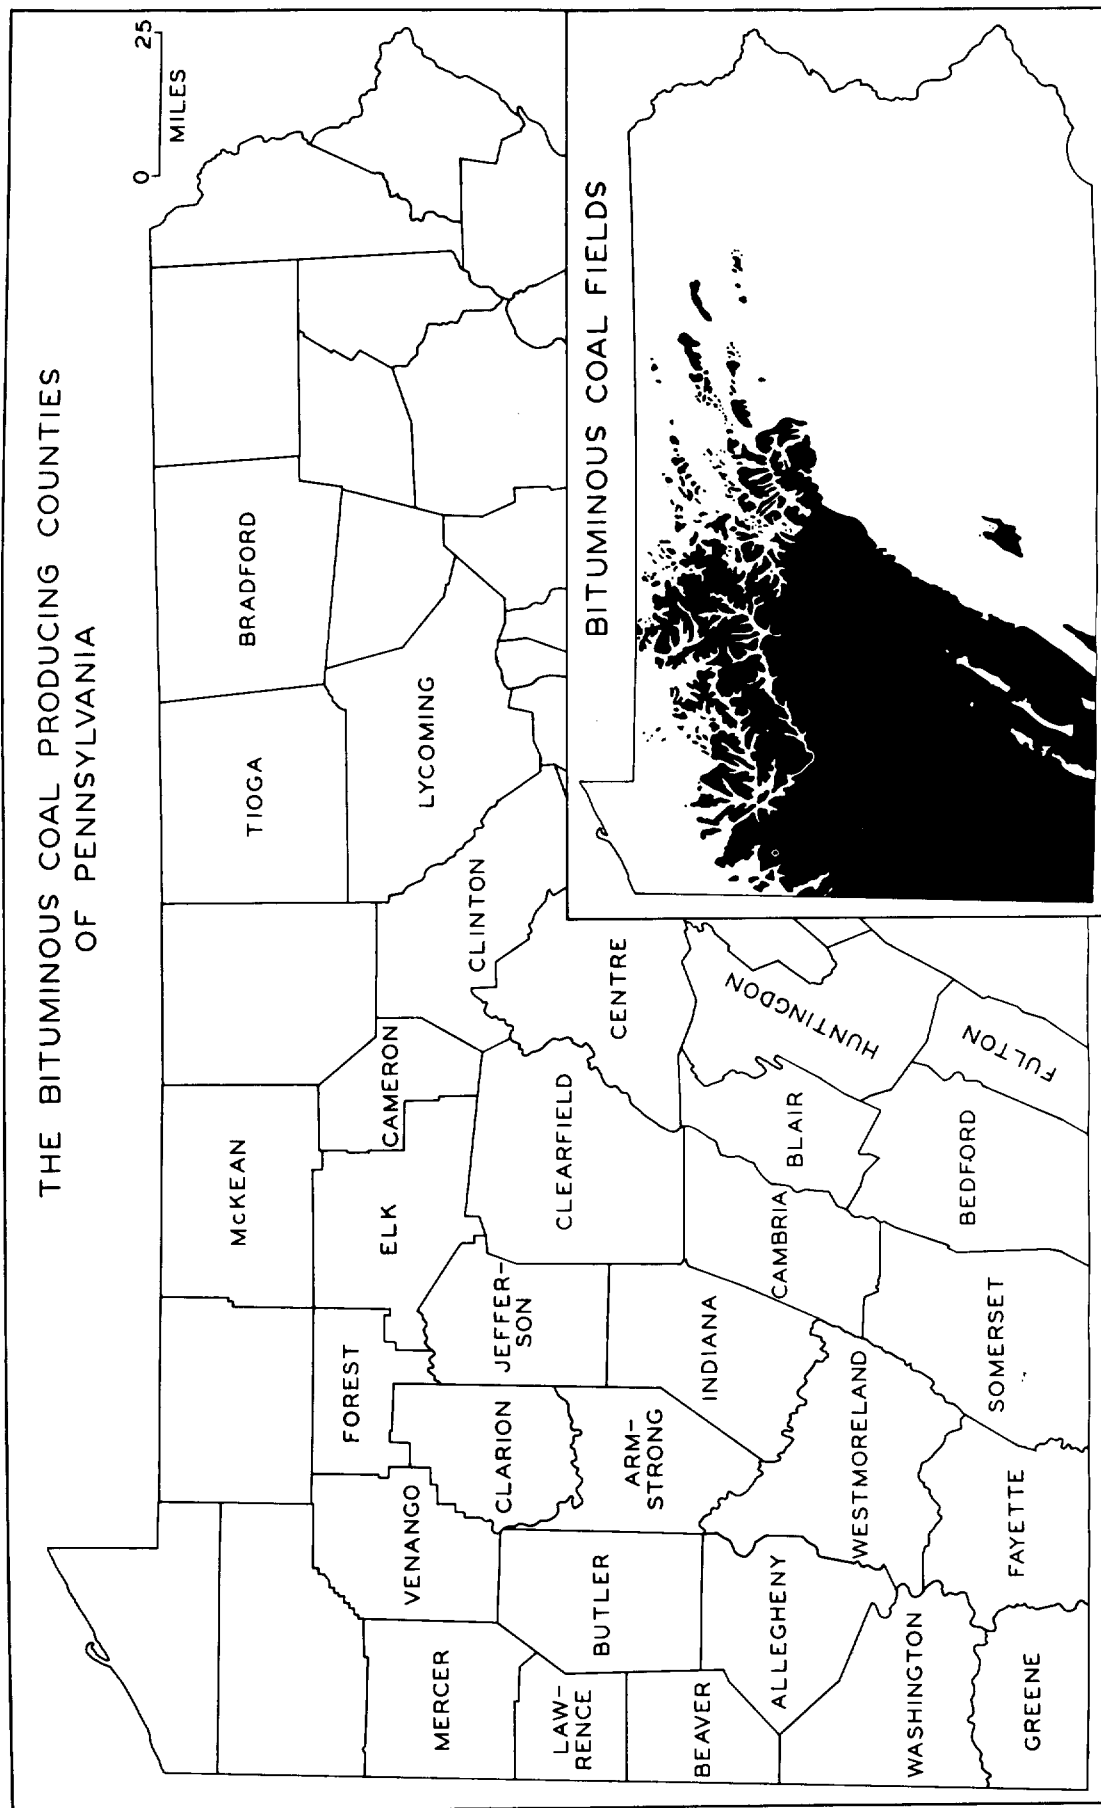 THE BITUMINOUS COAL PRODUCING COUNTIES
OF PENNSYLVANIA
0 25
MILES
McKEAN
TIOGA
BRADFORD
FOREST
ELK
CAMERON
LYCOMING
MERCER
VENANGO
CLARION
JEFFER-
SON
CLINTON
LAW-
RENCE
BUTLER
ARM-
STRONG
CLEARFIELD
CENTRE
BEAVER
INDIANA
ALLEGHENY
CAMBRIA
BLAIR
HUNTINGDON
WESTMORELAND
WASHINGTON
GREENE
FAYETTE
SOMERSET
BEDFORD
FULTON
BITUMINOUS COAL FIELDS